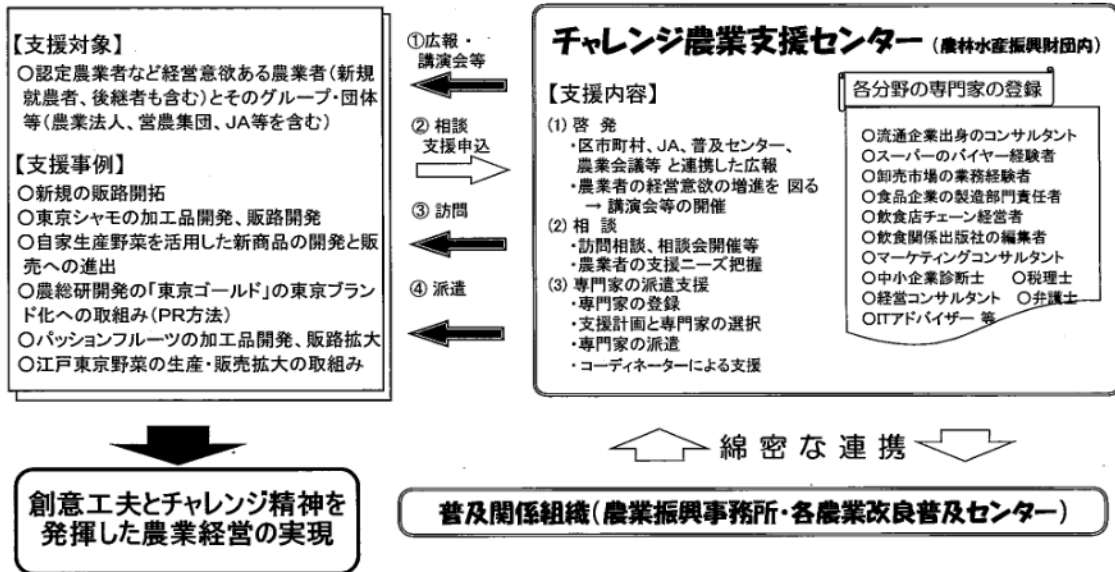 【支援対象】
○認定農業者など経営意欲ある農業者(新規
就農者、後継者も含む)とそのグループ・団体
等(農業法人、営農集団、JA等を含む)
【支援事例】
○新規の販路開拓
○東京シャモの加工品開発、販路開発
○自家生産野菜を活用した新商品の開発と販
売への進出
○農総研開発の「東京ゴールド」の東京ブラン
ド化への取組み(PR方法)
○パッションフルーツの加工品開発、販路拡大
○江戸東京野菜の生産・販売拡大の取組み
①広報・
講演会等
② 相談
支援申込
③ 訪問
④ 派遣
チャレンジ農業支援センター (農林水産振興財団内)
【支援内容】
(1) 啓 発
・区市町村、JA、普及センター、
農業会議等 と連携した広報
・農業者の経営意欲の増進を 図る
→ 講演会等の開催
(2) 相 談
・訪問相談、相談会開催等
・農業者の支援ニーズ把握
(3) 専門家の派遣支援
・専門家の登録
・支援計画と専門家の選択
・専門家の派遣
・コーディネーターによる支援
各分野の専門家の登録
○流通企業出身のコンサルタント
○スーパーのバイヤー経験者
○卸売市場の業務経験者
○食品企業の製造部門責任者
○飲食店チェーン経営者
○飲食関係出版社の編集者
○マーケティングコンサルタント
○中小企業診断士 ○税理士
○経営コンサルタント ○弁護士
○ITアドバイザー 等
創意工夫とチャレンジ精神を
発揮した農業経営の実現
綿密な連携
普及関係組織(農業振興事務所・各農業改良普及センター)